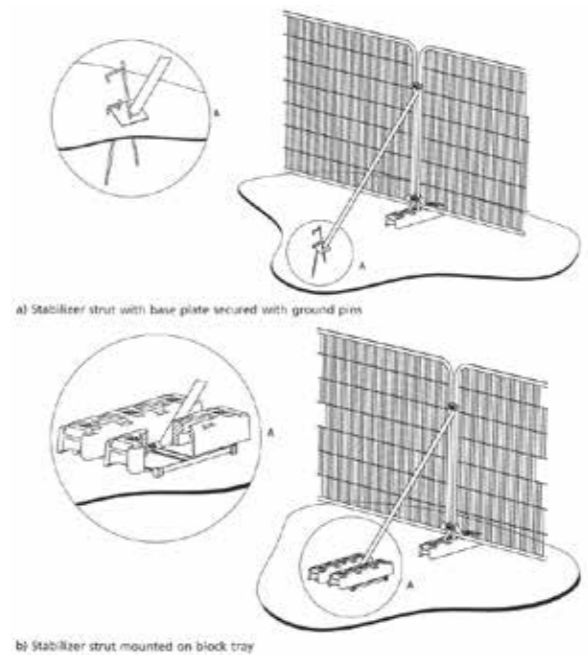 A
A
a) Stabilizer strut with base plate secured with ground pins
A
A
b) Stabilizer strut mounted on block tray